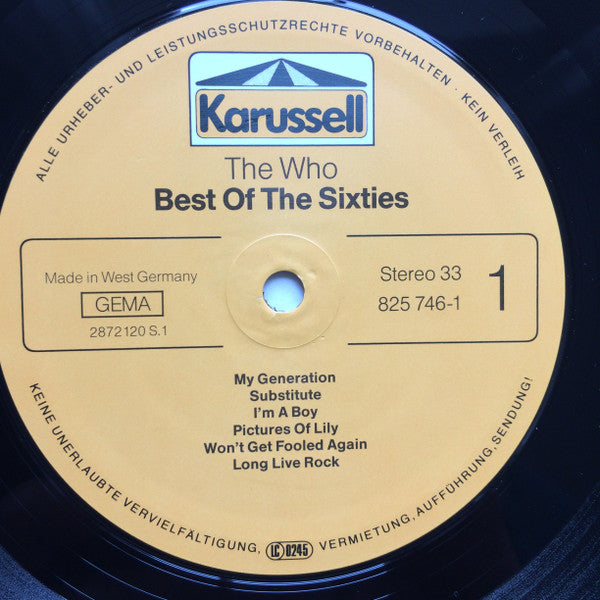 ALLE URHEBER- UND LEISTUNGSSCHUTZRECHTE VORBEHALTEN · KEIN VERLEIH
Karussell
The Who
Best Of The Sixties
Made in West Germany
GEMA
2872120 S.1
Stereo 33
825 746-1
1
My Generation
Substitute
I'm A Boy
Pictures Of Lily
Won't Get Fooled Again
Long Live Rock
KEINE UNERLAUBTE VERVIELFÄLTIGUNG, LC 0245 VERMIETUNG, AUFFÜHRUNG, SENDUNG!